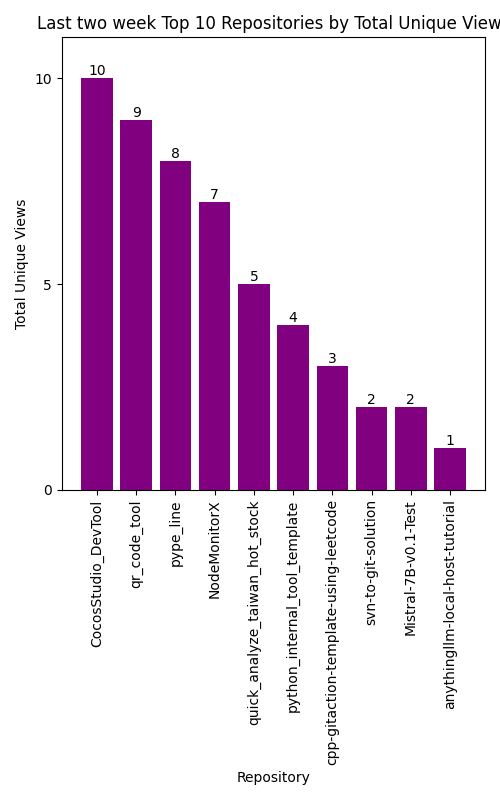 Last two week Top 10 Repositories by Total Unique View
10
9
8
7
5
4
3
2
2
1
10
5
0
Total Unique Views
CocosStudio_DevTool
qr_code_tool
pype_line
NodeMonitorX
quick_analyze_taiwan_hot_stock
python_internal_tool_template
cpp-gitaction-template-using-leetcode
svn-to-git-solution
Mistral-7B-v0.1-Test
anythingllm-local-host-tutorial
Repository